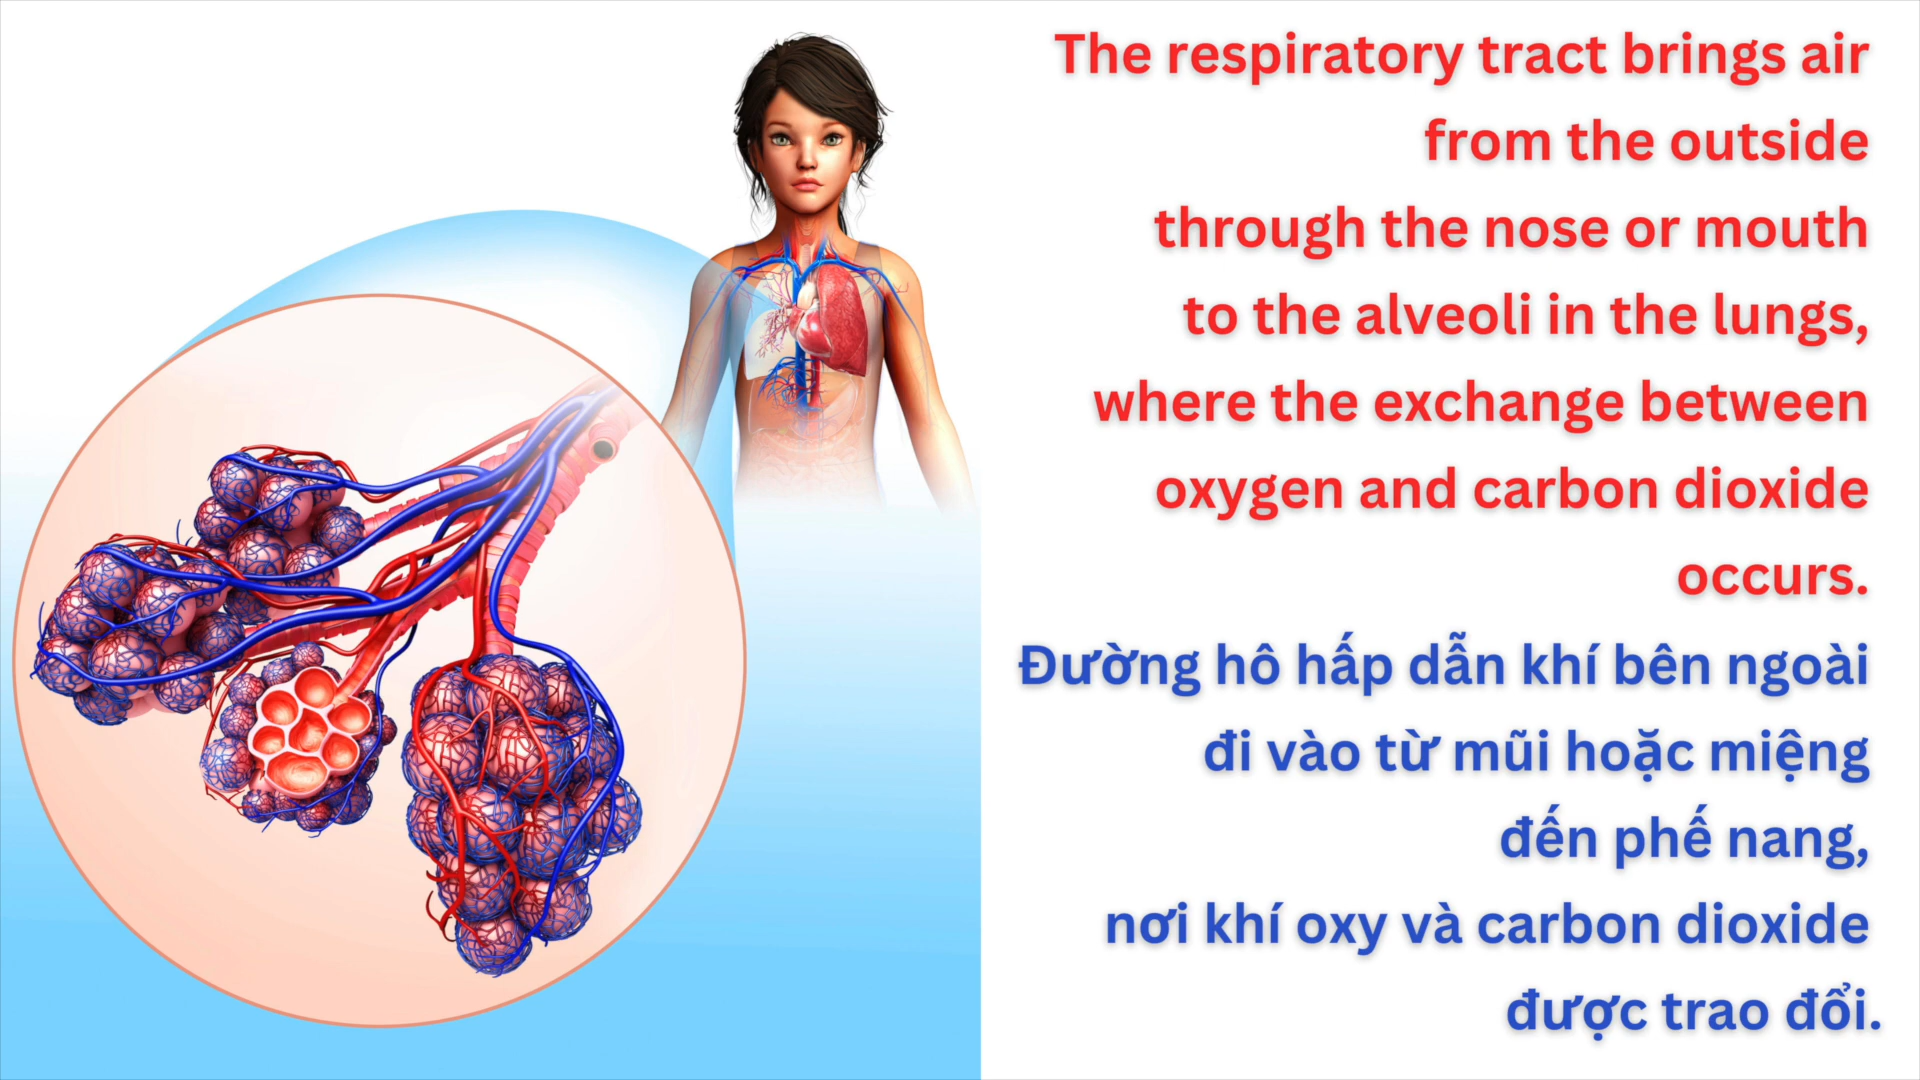 The respiratory tract brings air
from the outside
through the nose or mouth
to the alveoli in the lungs,
where the exchange between
oxygen and carbon dioxide
occurs.
Đường hô hấp dẫn khí bên ngoài
đi vào từ mũi hoặc miệng
đến phế nang,
nơi khí oxy và carbon dioxide
được trao đổi.